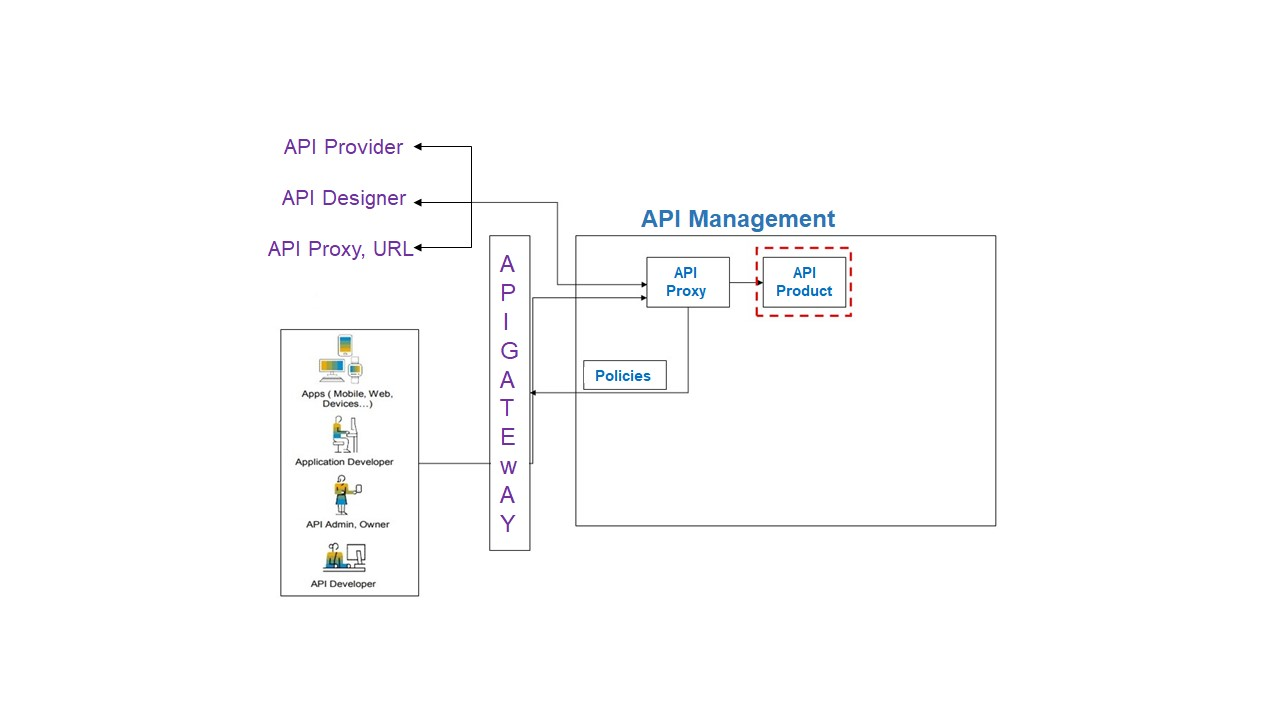 API Provider
API Designer
API Proxy, URL
API Management
A
P
I
G
A
T
E
w
A
Y
API
Proxy
API
Product
Policies
Apps ( Mobile, Web,
Devices...)
Application Developer
API Admin, Owner
API Developer